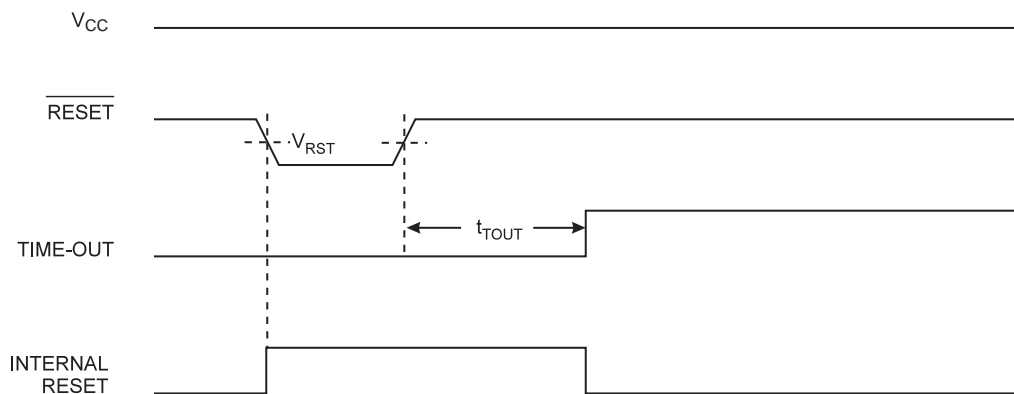 VCC
RESET
VRST
tTOUT
TIME-OUT
INTERNAL
RESET